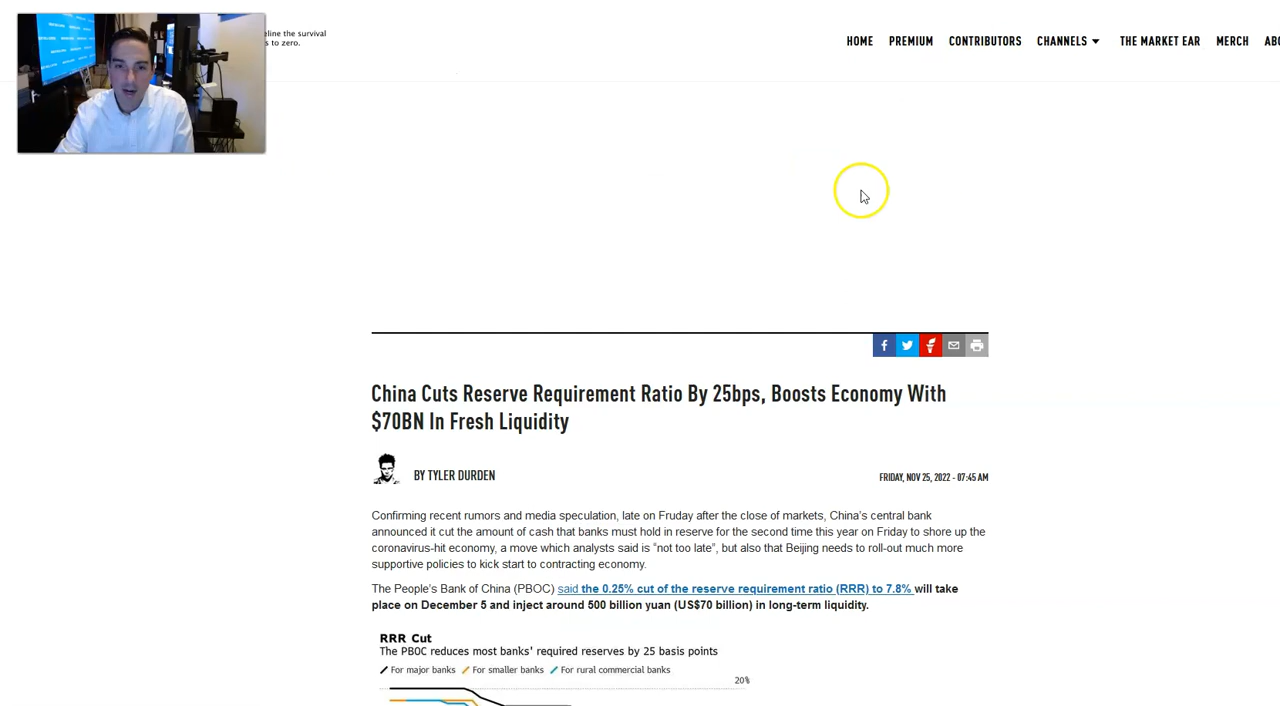 eline the survival
s to zero.
HOME PREMIUM CONTRIBUTORS CHANNELS THE MARKET EAR MERCH ABO
China Cuts Reserve Requirement Ratio By 25bps, Boosts Economy With
$70BN In Fresh Liquidity
BY TYLER DURDEN
FRIDAY, NOV 25, 2022 - 07:45 AM
Confirming recent rumors and media speculation, late on Fruday after the close of markets, China's central bank
announced it cut the amount of cash that banks must hold in reserve for the second time this year on Friday to shore up the
coronavirus-hit economy, a move which analysts said is “not too late”, but also that Beijing needs to roll-out much more
supportive policies to kick start to contracting economy.
The People's Bank of China (PBOC) said the 0.25% cut of the reserve requirement ratio (RRR) to 7.8% will take
place on December 5 and inject around 500 billion yuan (US$70 billion) in long-term liquidity.
RRR Cut
The PBOC reduces most banks' required reserves by 25 basis points
For major banks For smaller banks For rural commercial banks
20%